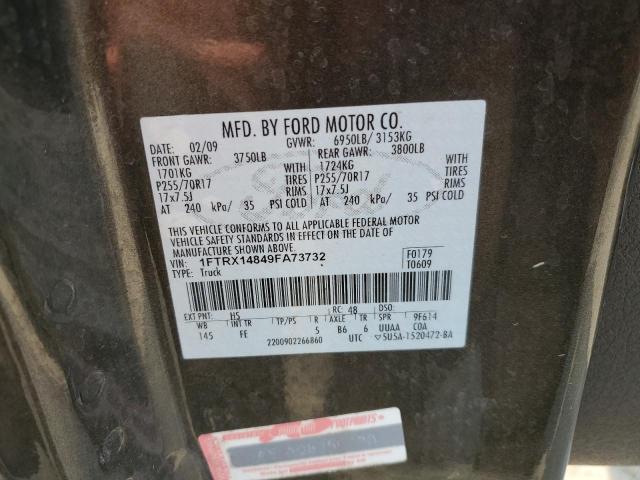 MFD. BY FORD MOTOR CO.
DATE: 02/09 GVWR: 6950LB/ 3153KG
FRONT GAWR: 3750LB REAR GAWR: 3800LB
1701KG WITH 1724KG WITH
P255/70R17 TIRES P255/70R17 TIRES
17x7.5J RIMS 17x7.5J RIMS
AT 240 kPa/ 35 PSI COLD AT 240 kPa/ 35 PSI COLD
THIS VEHICLE CONFORMS TO ALL APPLICABLE FEDERAL MOTOR
VEHICLE SAFETY STANDARDS IN EFFECT ON THE DATE OF
MANUFACTURE SHOWN ABOVE.
VIN: 1FTRX14849FA73732 F0179
TYPE: Truck T0609
EXT PNT: HS RC: 48 DSO:
WB INT TR TP/PS R AXLE TR SPR 9F614
145 FE 5 B6 6 UUAA COA
2200902266860 UTC ▽5U5A-1520472-BA